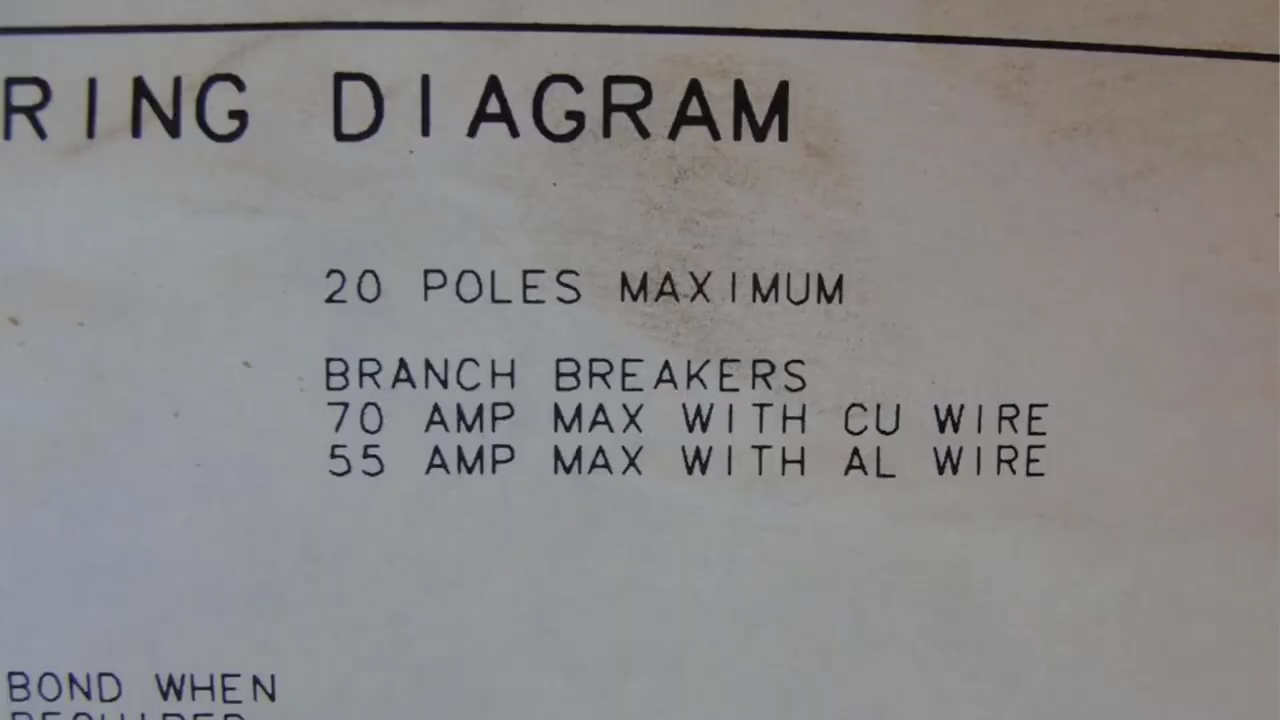 RING DIAGRAM
20 POLES MAXIMUM
BRANCH BREAKERS
70 AMP MAX WITH CU WIRE
55 AMP MAX WITH AL WIRE
BOND WHEN
REQUIRED